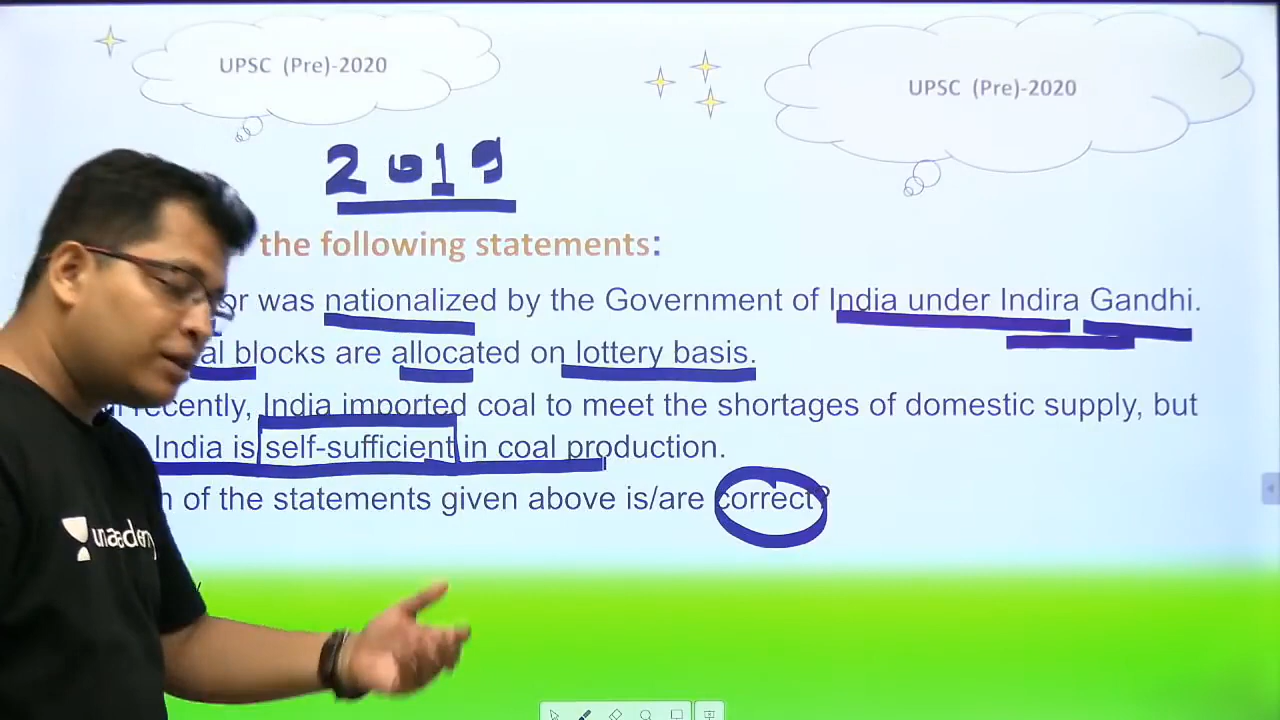 UPSC (Pre)-2020
UPSC (Pre)-2020
2019
the following statements:
was nationalized by the Government of India under Indira Gandhi.
blocks are allocated on lottery basis.
recently, India imported coal to meet the shortages of domestic supply, but
India is self-sufficient in coal production.
of the statements given above is/are correct?
unacademy